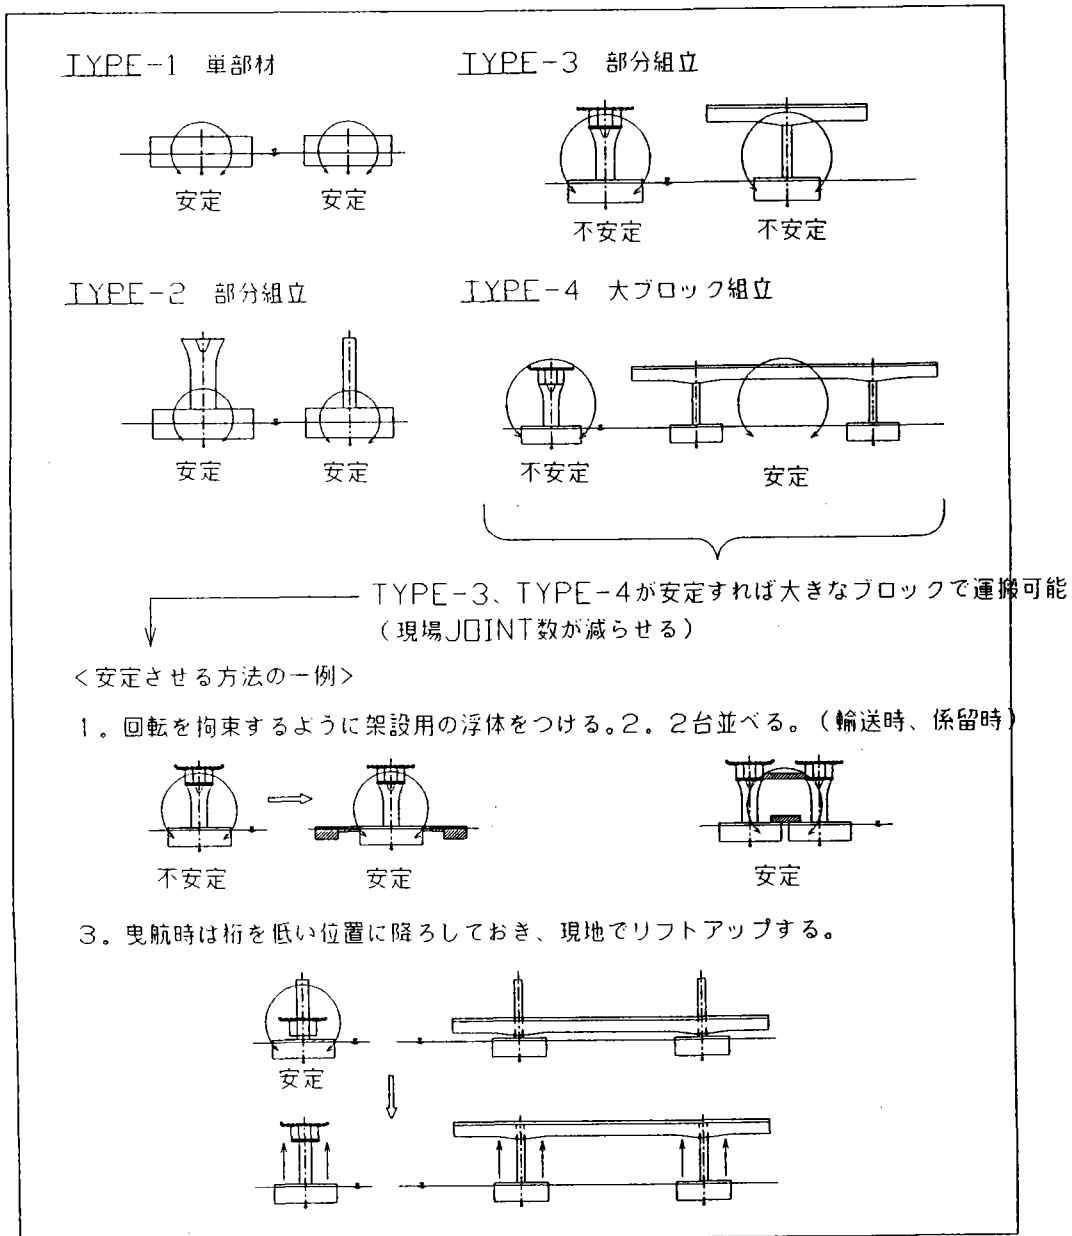 TYPE-1 単部材
安定 安定
TYPE-3 部分組立
不安定 不安定
TYPE-2 部分組立
安定 安定
TYPE-4 大ブロック組立
不安定 安定
TYPE-3、TYPE-4が安定すれば大きなブロックで運搬可能
(現場JOINT数が減らせる)
<安定させる方法の一例>
1。回転を拘束するように架設用の浮体をつける。2。2台並べる。(輸送時、係留時)
不安定 安定 安定
3。曳航時は桁を低い位置に降ろしておき、現地でリフトアップする。
安定